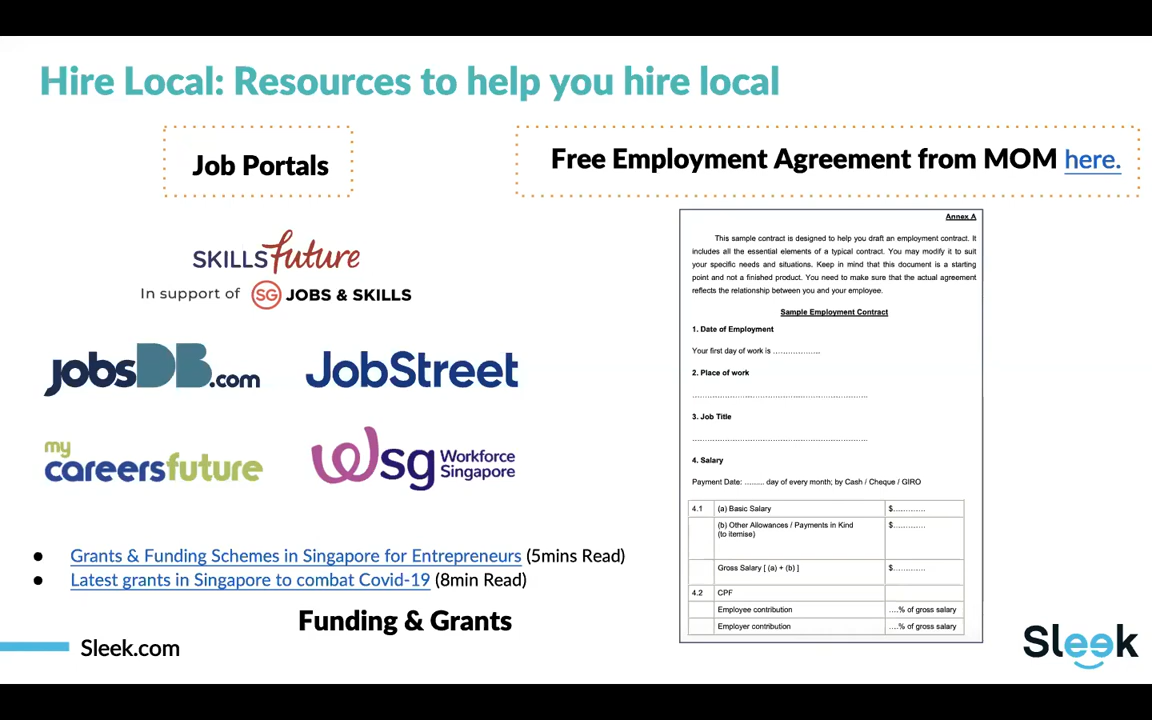 Hire Local: Resources to help you hire local
Job Portals
SKILLSfuture
In support of SG JOBS & SKILLS
jobsDB.com
JobStreet
my
careersfuture
wsg Workforce
Singapore
● Grants & Funding Schemes in Singapore for Entrepreneurs (5mins Read)
● Latest grants in Singapore to combat Covid-19 (8min Read)
Funding & Grants
Free Employment Agreement from MOM here.
Annex A
This sample contract is designed to help you draft an employment contract. It
includes all the essential elements of a typical contract. You may modify it to suit
your specific needs and situations. Keep in mind that this document is a starting
point and not a finished product. You need to make sure that the actual agreement
reflects the relationship between you and your employee.
Sample Employment Contract
1. Date of Employment
Your first day of work is ....................
2. Place of work
................................................................
3. Job Title
................................................................
4. Salary
Payment Date: ........ day of every month; by Cash / Cheque / GIRO
4.1 (a) Basic Salary $.............
(b) Other Allowances / Payments in Kind $.............
(to itemise)
Gross Salary [ (a) + (b) ] $.............
4.2 CPF
Employee contribution ....% of gross salary
Employer contribution ....% of gross salary
Sleek.com
Sleek